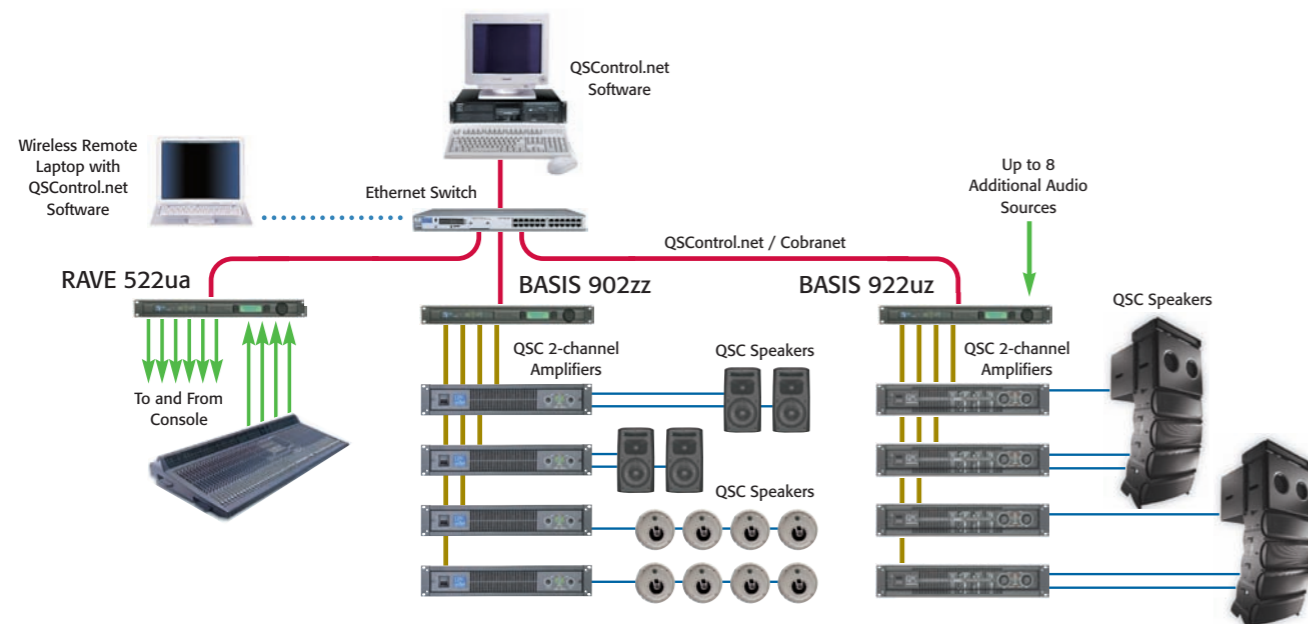 QSControl.net
Software
Wireless Remote
Laptop with
QSControl.net
Software
Ethernet Switch
Up to 8
Additional Audio
Sources
QSControl.net / Cobranet
RAVE 522ua
BASIS 902zz
BASIS 922uz
QSC Speakers
QSC 2-channel
Amplifiers
QSC Speakers
QSC 2-channel
Amplifiers
To and From
Console
QSC Speakers